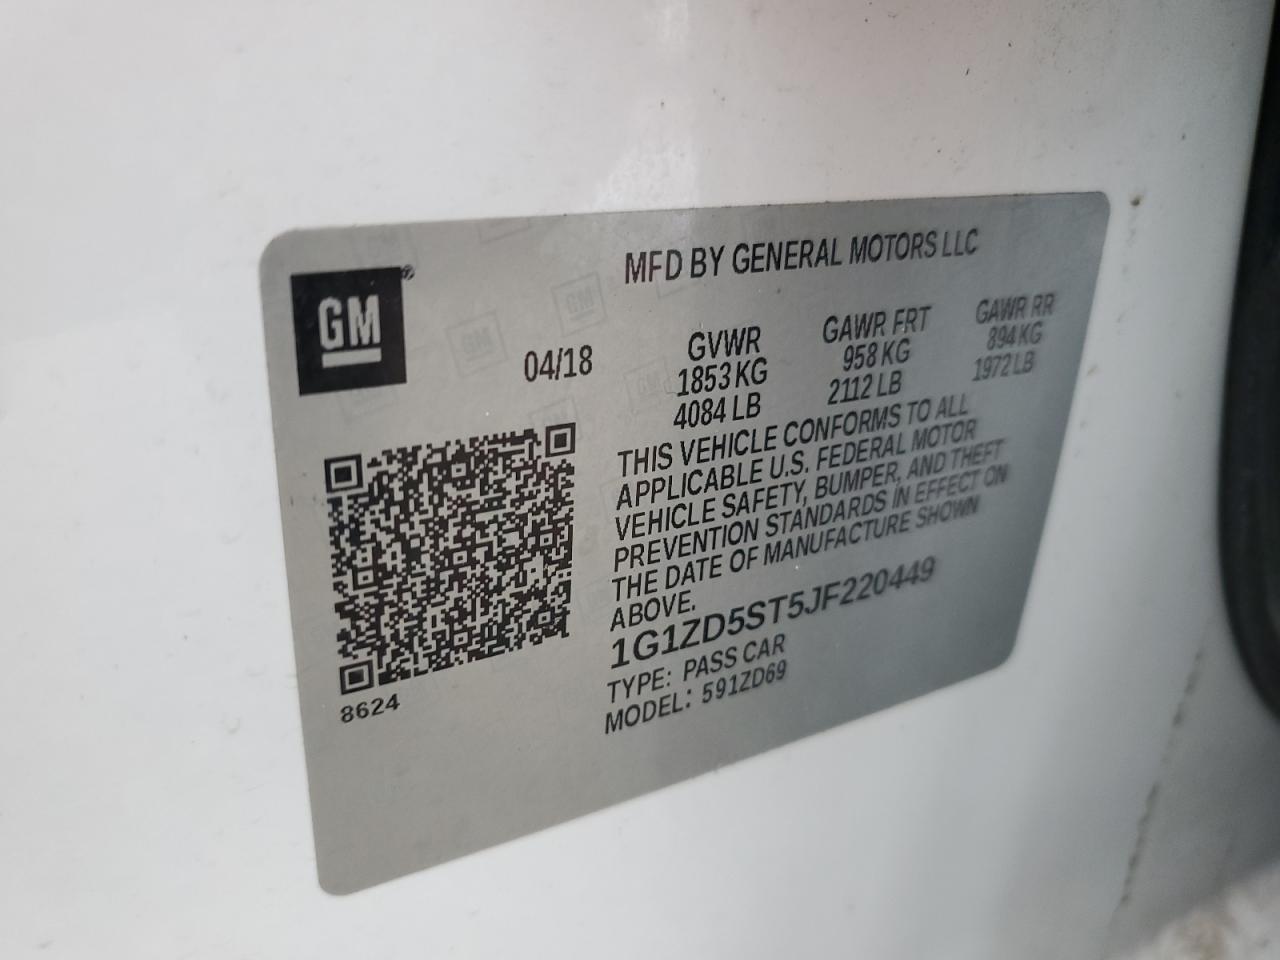 GM
MFD BY GENERAL MOTORS LLC
04/18
GVWR GAWR FRT GAWR RR
1853 KG 958 KG 894 KG
4084 LB 2112 LB 1972 LB
THIS VEHICLE CONFORMS TO ALL
APPLICABLE U.S. FEDERAL MOTOR
VEHICLE SAFETY, BUMPER, AND THEFT
PREVENTION STANDARDS IN EFFECT ON
THE DATE OF MANUFACTURE SHOWN
ABOVE.
1G1ZD5ST5JF220449
TYPE: PASS CAR
MODEL: 591ZD69
8624